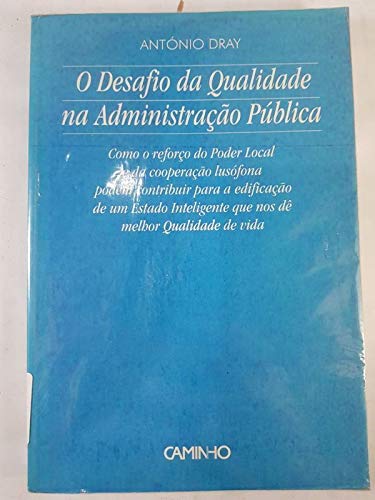 ANTÓNIO DRAY
O Desafio da Qualidade
na Administração Pública
Como o reforço do Poder Local
e da cooperação lusófona
podem contribuir para a edificação
de um Estado Inteligente que nos dê
melhor Qualidade de vida
CAMINHO